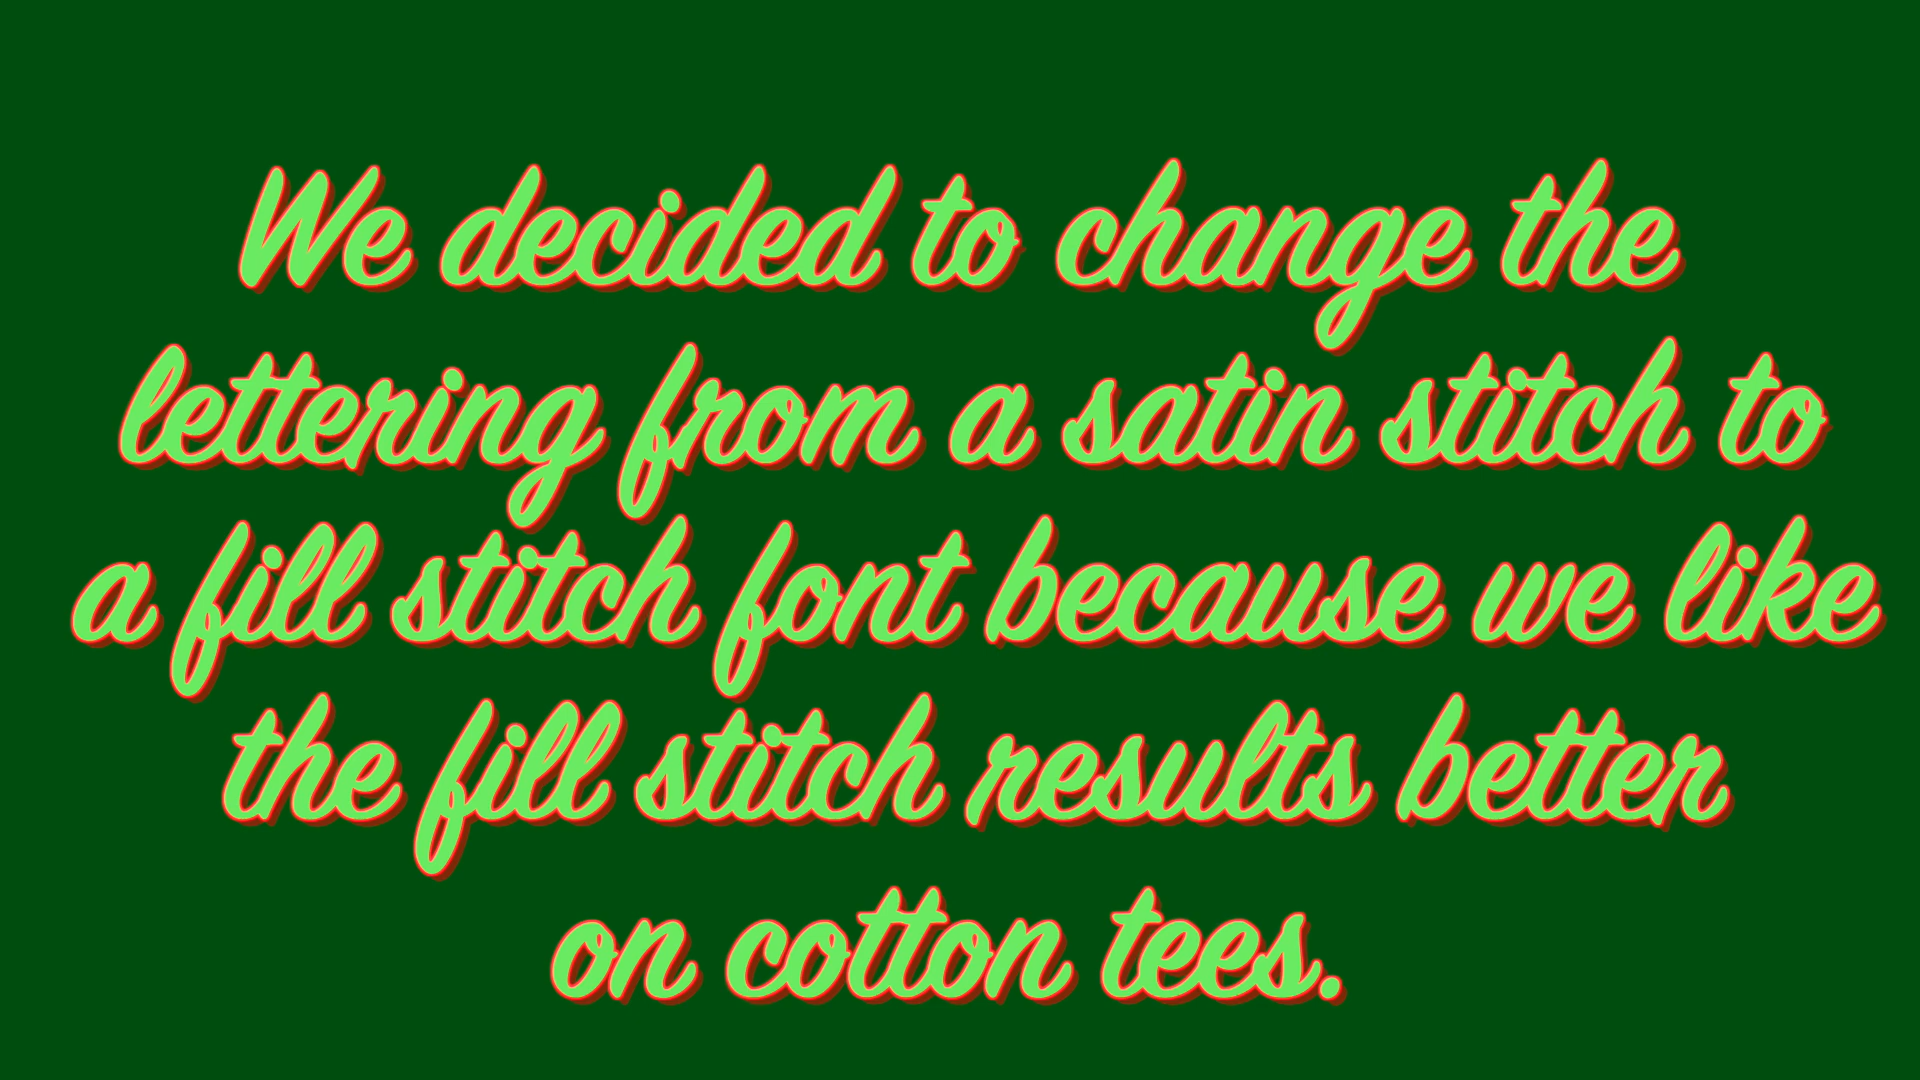 We decided to change the
lettering from a satin stitch to
a fill stitch font because we like
the fill stitch results better
on cotton tees.